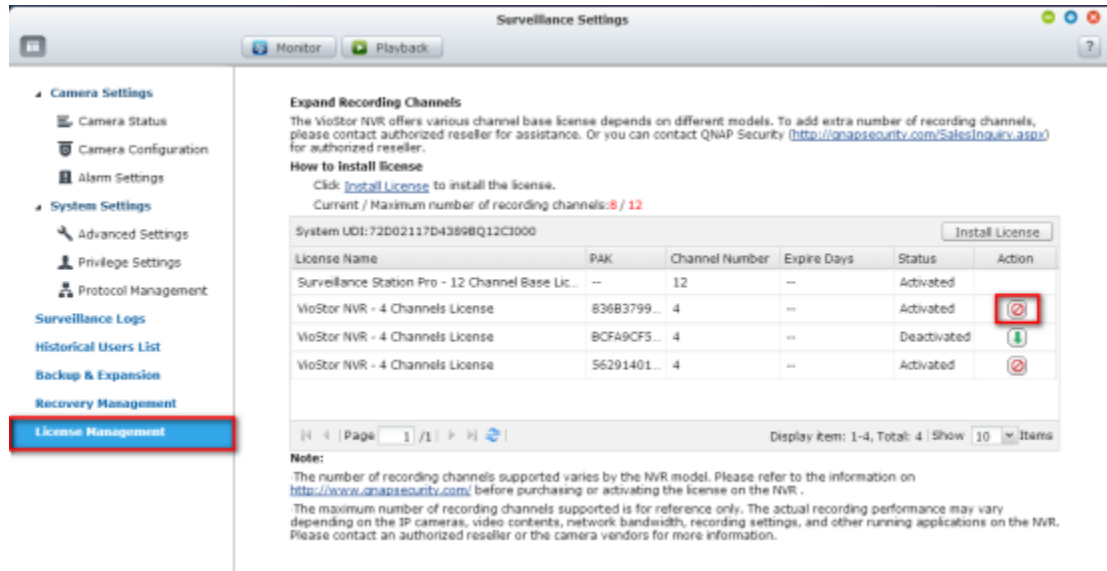 Surveillance Settings
Monitor
Playback
?
Camera Settings
Camera Status
Camera Configuration
Alarm Settings
System Settings
Advanced Settings
Privilege Settings
Protocol Management
Surveillance Logs
Historical Users List
Backup & Expansion
Recovery Management
License Management
Expand Recording Channels
The VioStor NVR offers various channel base license depends on different models. To add extra number of recording channels,
please contact authorized reseller for assistance. Or you can contact QNAP Security (http://qnapsecurity.com/SalesInquiry.aspx)
for authorized reseller.
How to install license
Click Install License to install the license.
Current / Maximum number of recording channels:8 / 12
System UDI:72D02117D4389BQ12CI000 Install License
License Name PAK Channel Number Expire Days Status Action
Surveillance Station Pro - 12 Channel Base Lic... -- 12 -- Activated
VioStor NVR - 4 Channels License 836B3799... 4 -- Activated
VioStor NVR - 4 Channels License BCFA9CF5... 4 -- Deactivated
VioStor NVR - 4 Channels License 56291401... 4 -- Activated
Page 1 /1 Display item: 1-4, Total: 4 Show 10 Items
Note:
·The number of recording channels supported varies by the NVR model. Please refer to the information on
http://www.qnapsecurity.com/ before purchasing or activating the license on the NVR .
·The maximum number of recording channels supported is for reference only. The actual recording performance may vary
depending on the IP cameras, video contents, network bandwidth, recording settings, and other running applications on the NVR.
Please contact an authorized reseller or the camera vendors for more information.